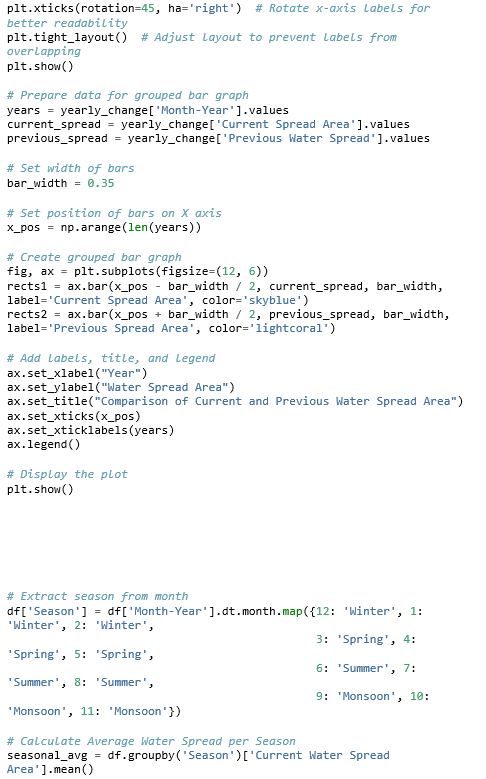 plt.xticks(rotation=45, ha='right')  # Rotate x-axis labels for
better readability
plt.tight_layout()  # Adjust layout to prevent labels from
overlapping
plt.show()
# Prepare data for grouped bar graph
years = yearly_change['Month-Year'].values
current_spread = yearly_change['Current Spread Area'].values
previous_spread = yearly_change['Previous Water Spread'].values
# Set width of bars
bar_width = 0.35
# Set position of bars on X axis
x_pos = np.arange(len(years))
# Create grouped bar graph
fig, ax = plt.subplots(figsize=(12, 6))
rects1 = ax.bar(x_pos - bar_width / 2, current_spread, bar_width,
label='Current Spread Area', color='skyblue')
rects2 = ax.bar(x_pos + bar_width / 2, previous_spread, bar_width,
label='Previous Spread Area', color='lightcoral')
# Add labels, title, and legend
ax.set_xlabel("Year")
ax.set_ylabel("Water Spread Area")
ax.set_title("Comparison of Current and Previous Water Spread Area")
ax.set_xticks(x_pos)
ax.set_xticklabels(years)
ax.legend()
# Display the plot
plt.show()
# Extract season from month
df['Season'] = df['Month-Year'].dt.month.map({12: 'Winter', 1:
'Winter', 2: 'Winter',
3: 'Spring', 4:
'Spring', 5: 'Spring',
6: 'Summer', 7:
'Summer', 8: 'Summer',
9: 'Monsoon', 10:
'Monsoon', 11: 'Monsoon'})
# Calculate Average Water Spread per Season
seasonal_avg = df.groupby('Season')['Current Water Spread
Area'].mean()